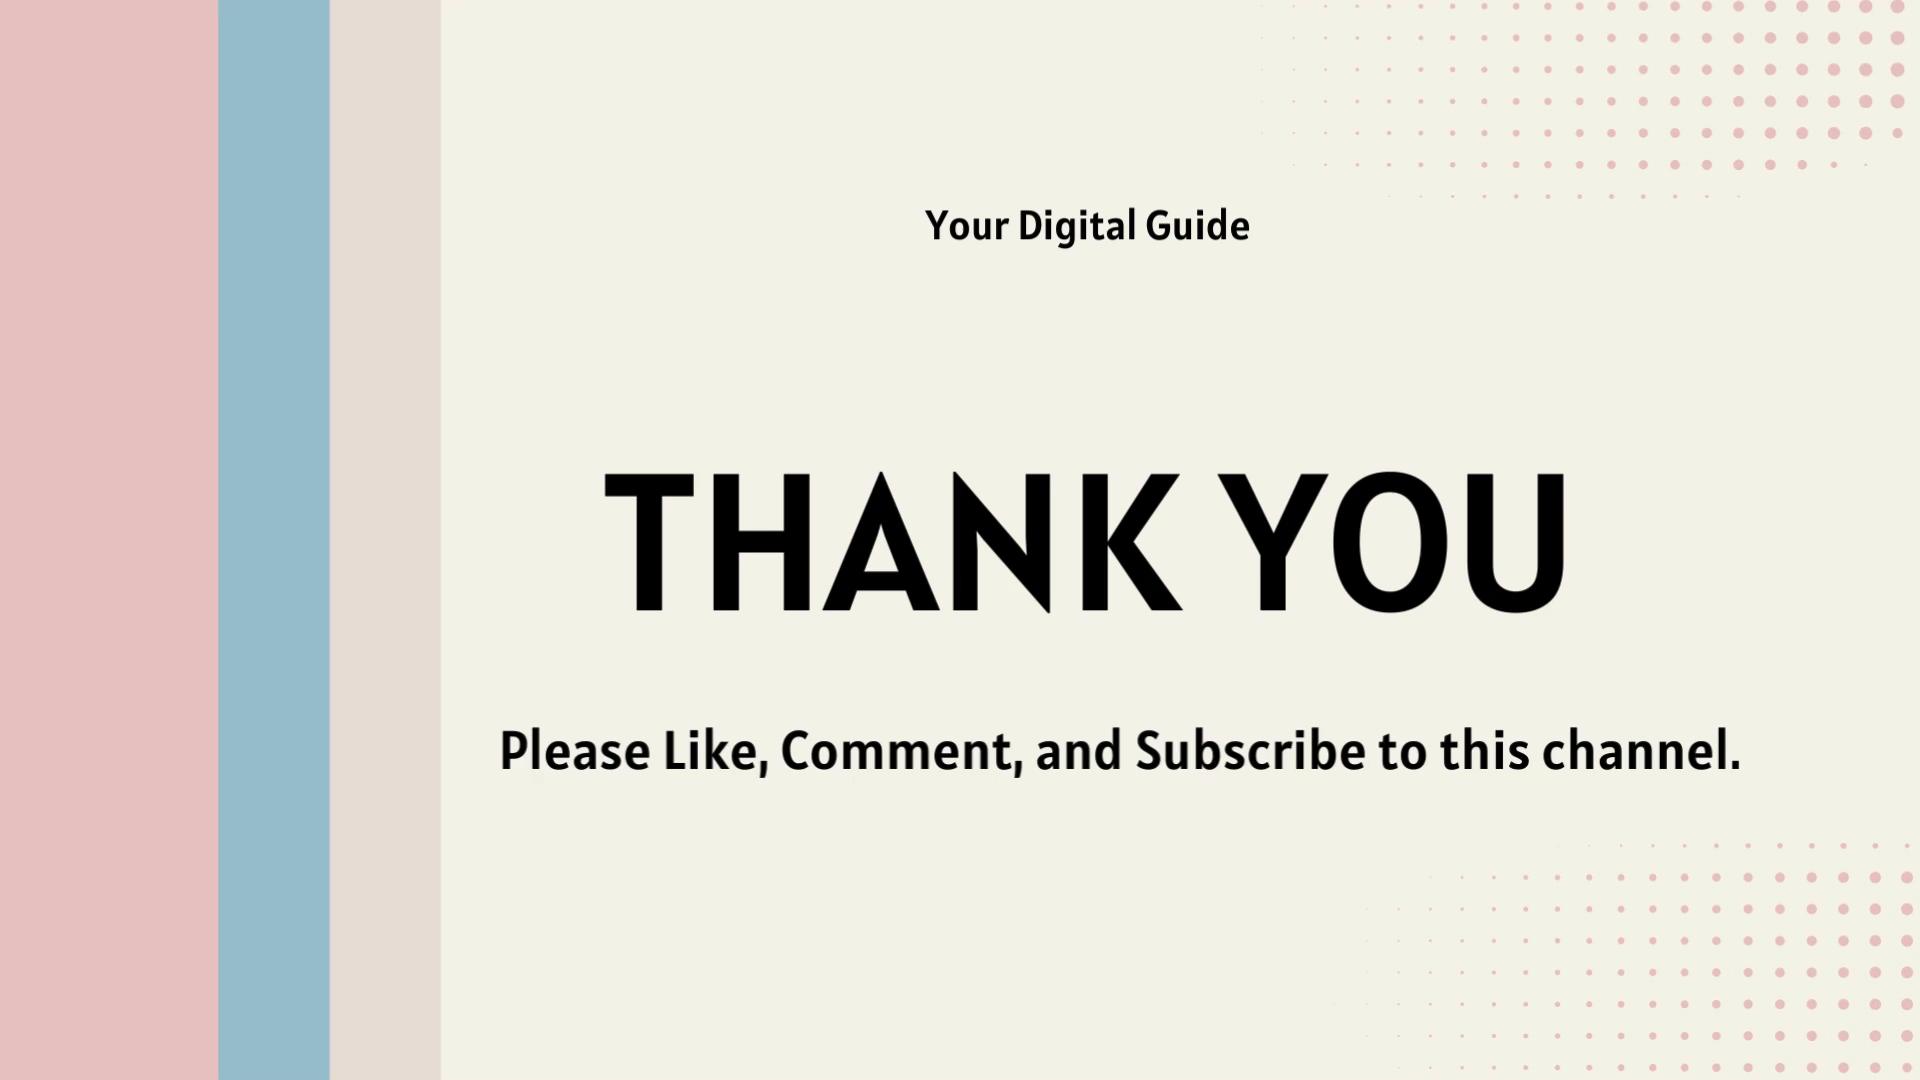 Your Digital Guide
THANK YOU
Please Like, Comment, and Subscribe to this channel.